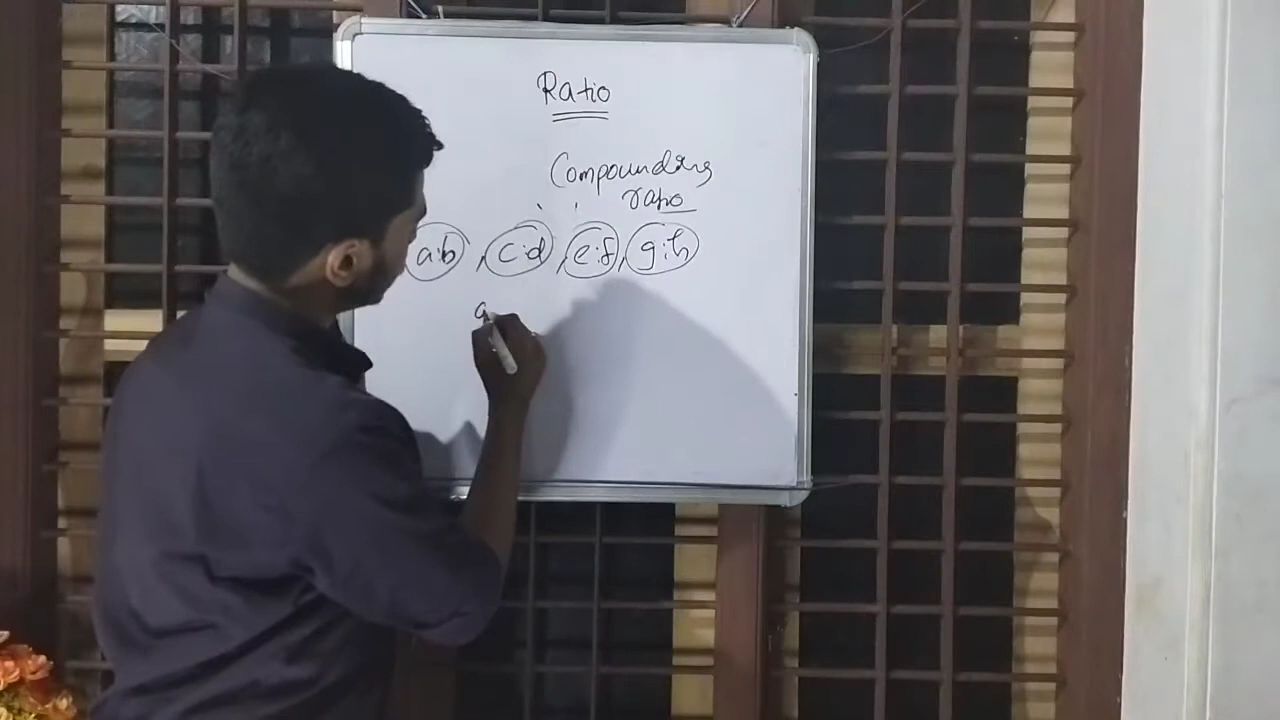 Ratio
Compounding
ratio
a:b , c:d , e:f , g:h
a